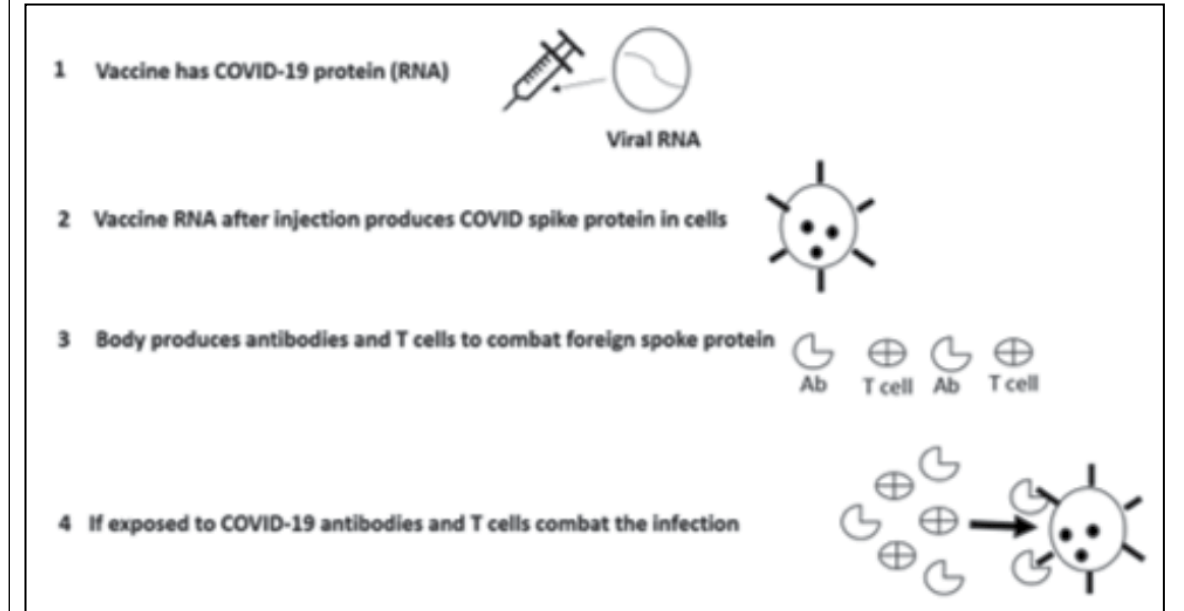 1 Vaccine has COVID-19 protein (RNA)
Viral RNA
2 Vaccine RNA after injection produces COVID spike protein in cells
3 Body produces antibodies and T cells to combat foreign spoke protein
Ab T cell Ab T cell
4 If exposed to COVID-19 antibodies and T cells combat the infection